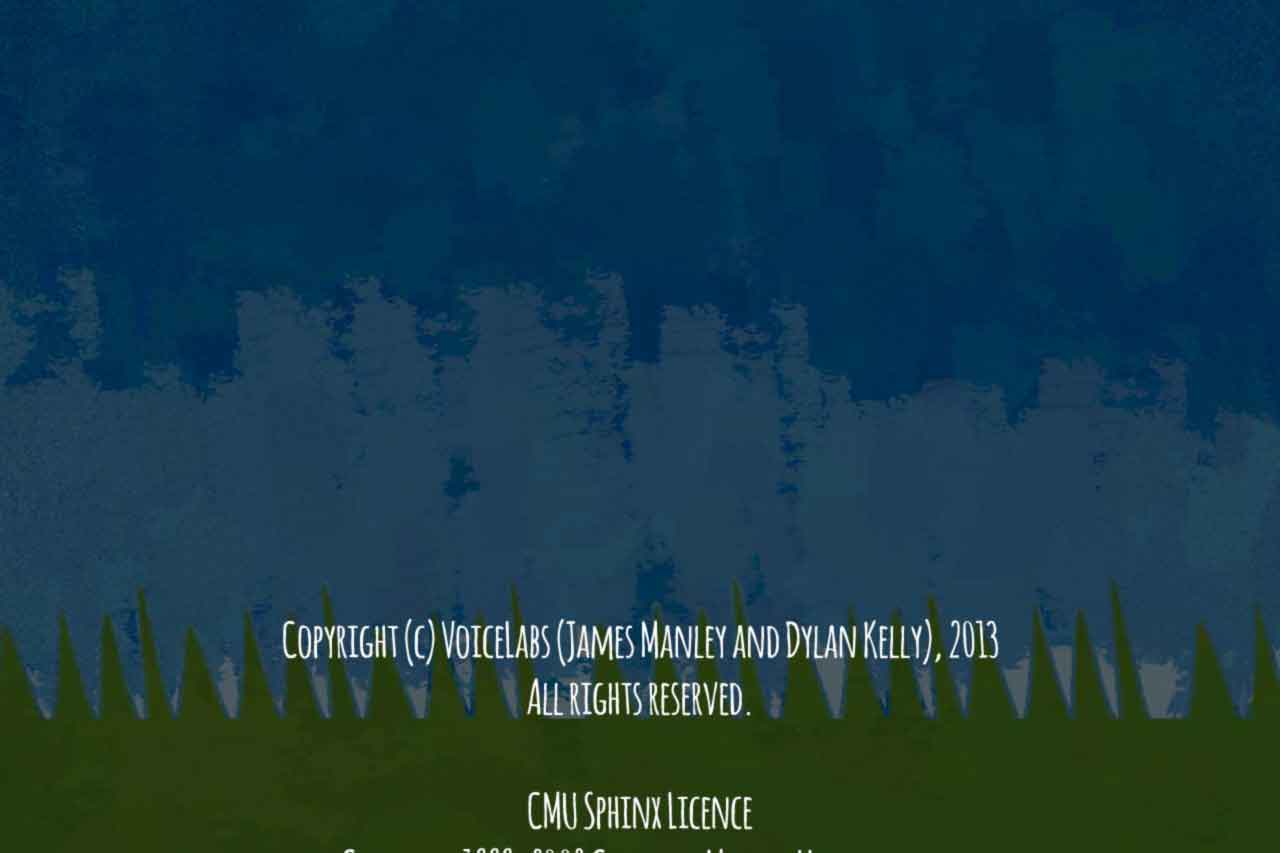 Copyright (c) VoiceLabs (James Manley and Dylan Kelly), 2013
All rights reserved.
CMU Sphinx Licence